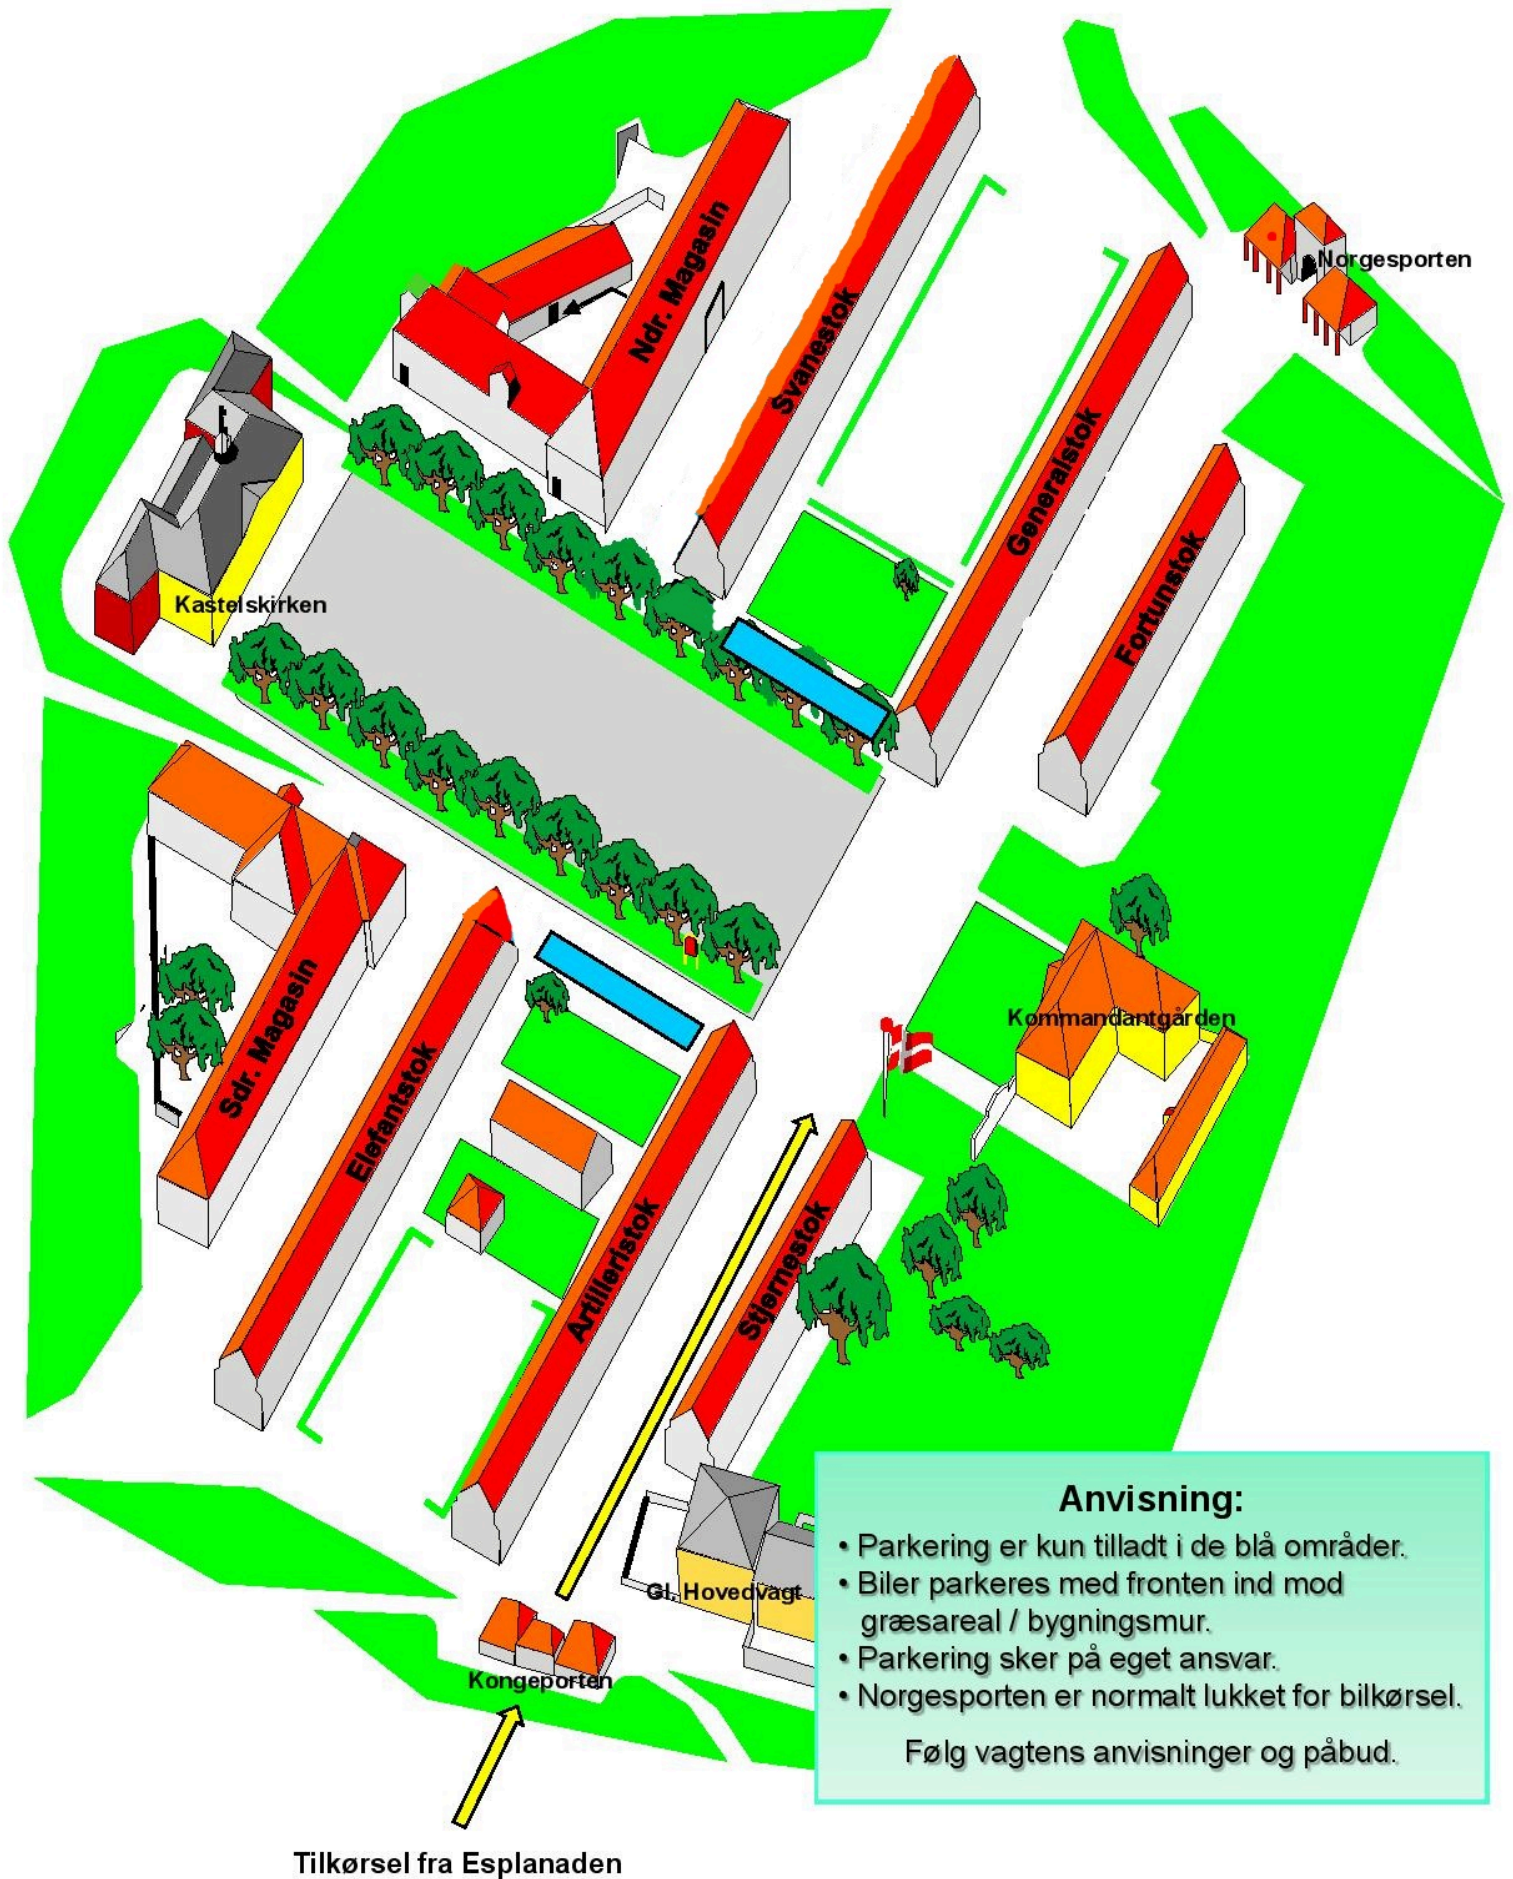 Ndr. Magasin
Svanestok
Norgesporten
Generalstok
Fortunstok
Kastelskirken
Sdr. Magasin
Elefantstok
Kommandantgården
Artilleristok
Stjernestok
Gl. Hovedvagt
Kongeporten
Tilkørsel fra Esplanaden
Anvisning:
• Parkering er kun tilladt i de blå områder.
• Biler parkeres med fronten ind mod
græsareal / bygningsmur.
• Parkering sker på eget ansvar.
• Norgesporten er normalt lukket for bilkørsel.
Følg vagtens anvisninger og påbud.